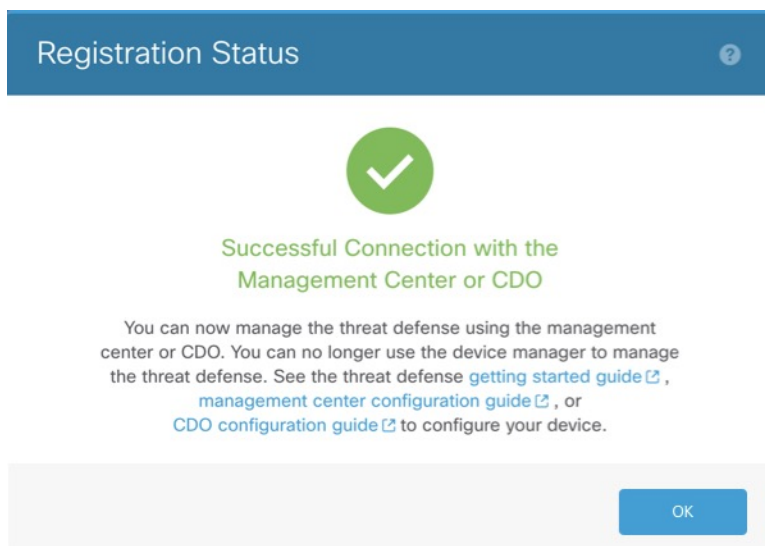 Registration Status
?
Successful Connection with the
Management Center or CDO
You can now manage the threat defense using the management
center or CDO. You can no longer use the device manager to manage
the threat defense. See the threat defense getting started guide ,
management center configuration guide , or
CDO configuration guide to configure your device.
OK